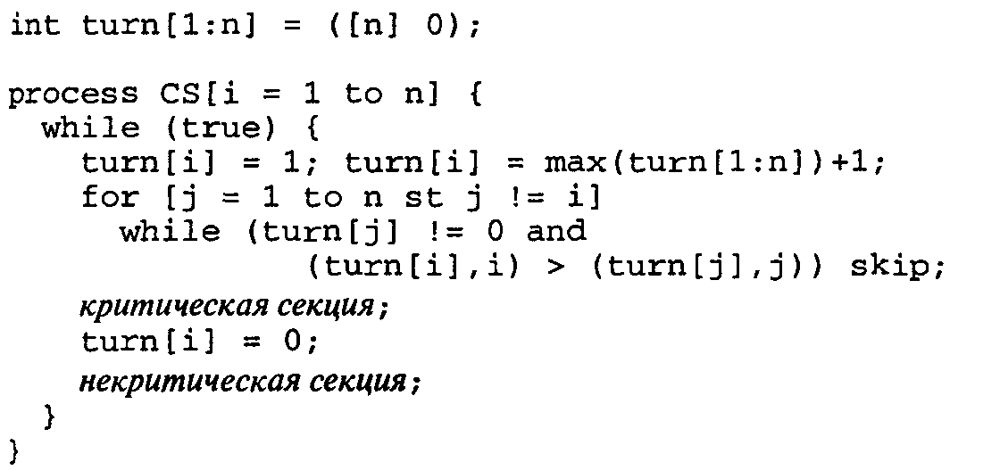 int turn[1:n] = ([n] 0);
process CS[i = 1 to n] {
while (true) {
turn[i] = 1; turn[i] = max(turn[1:n])+1;
for [j = 1 to n st j != i]
while (turn[j] != 0 and
(turn[i],i) > (turn[j],j)) skip;
критическая секция;
turn[i] = 0;
некритическая секция;
}
}